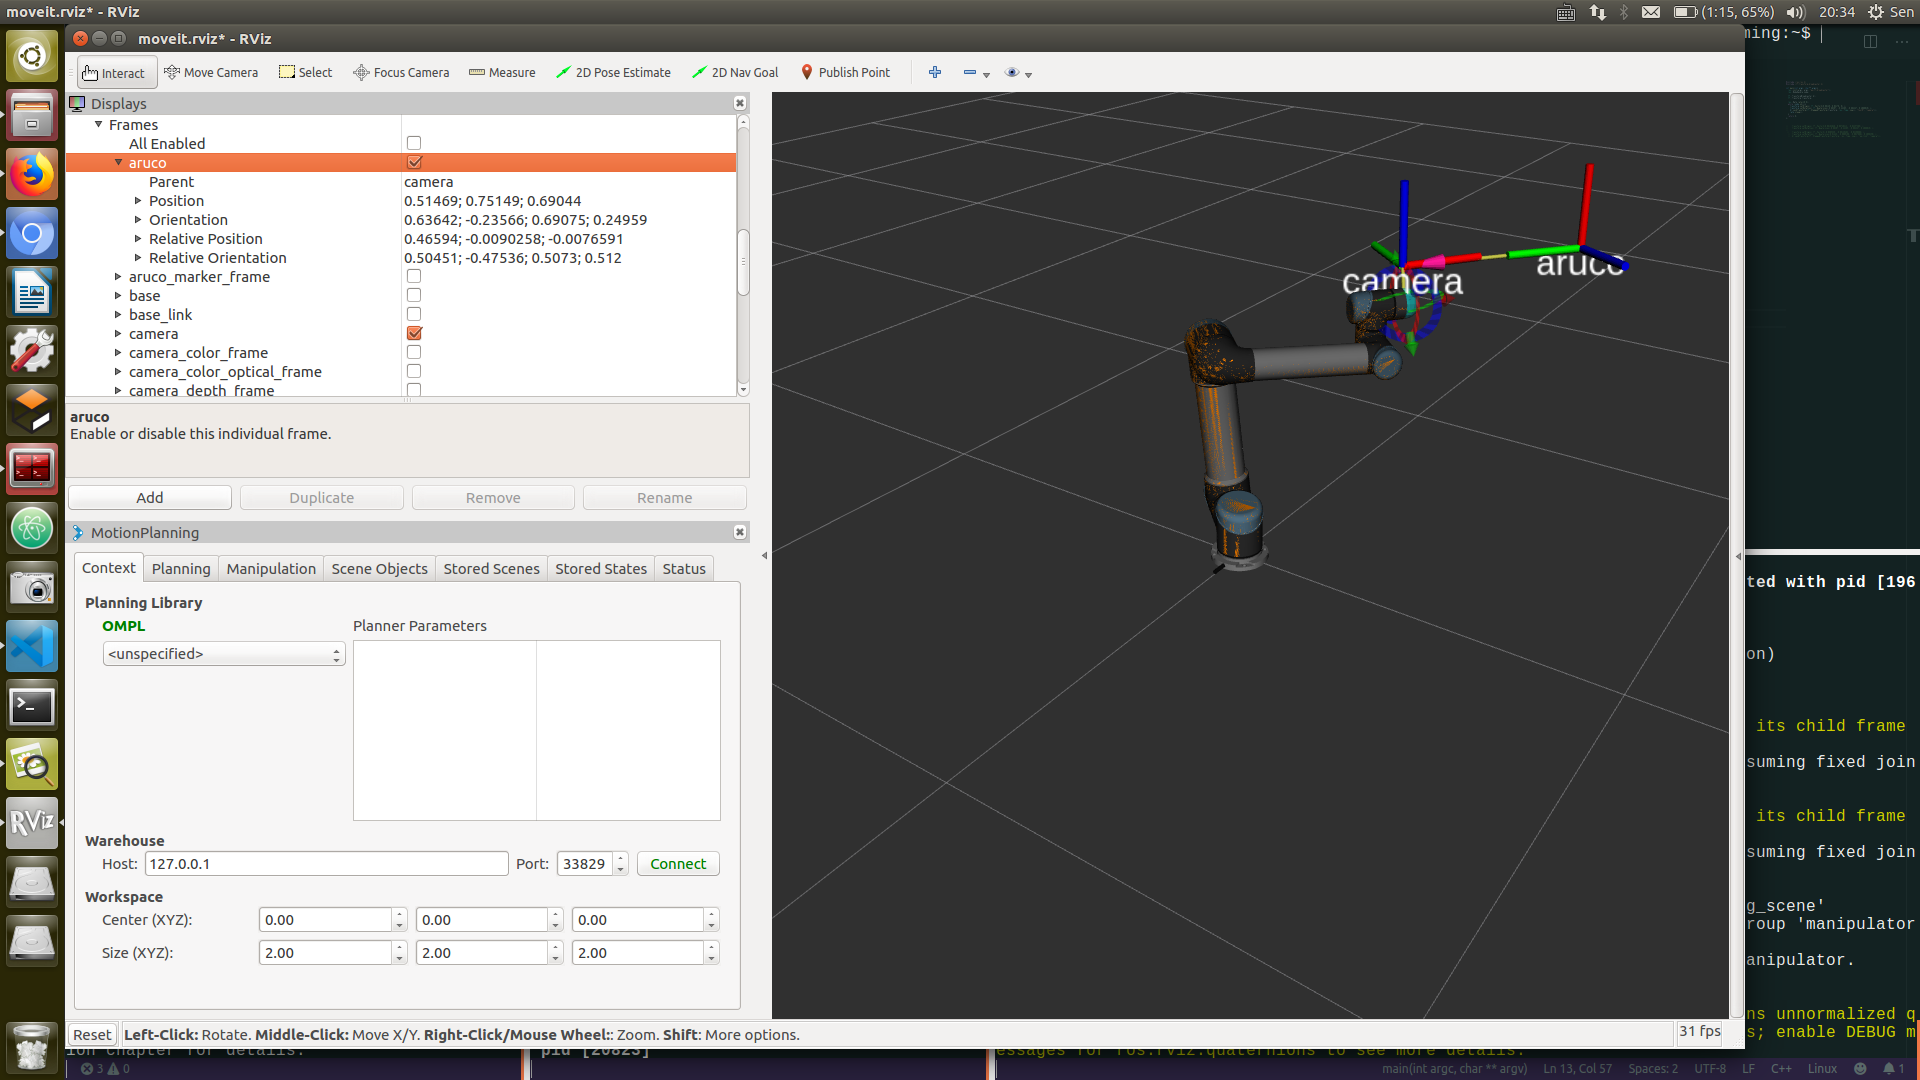 moveit.rviz* - RViz
(1:15, 65%) 20:34 Sen
moveit.rviz* - RViz
ming:~$
Interact Move Camera Select Focus Camera Measure 2D Pose Estimate 2D Nav Goal Publish Point
Displays
Frames
All Enabled
aruco
Parent camera
Position 0.51469; 0.75149; 0.69044
Orientation 0.63642; -0.23566; 0.69075; 0.24959
Relative Position 0.46594; -0.0090258; -0.0076591
Relative Orientation 0.50451; -0.47536; 0.5073; 0.512
aruco_marker_frame
base
base_link
camera
camera_color_frame
camera_color_optical_frame
camera_depth_frame
aruco
Enable or disable this individual frame.
Add Duplicate Remove Rename
MotionPlanning
Context Planning Manipulation Scene Objects Stored Scenes Stored States Status
Planning Library
OMPL
Planner Parameters
<unspecified>
Warehouse
Host: 127.0.0.1 Port: 33829 Connect
Workspace
Center (XYZ): 0.00 0.00 0.00
Size (XYZ): 2.00 2.00 2.00
Reset Left-Click: Rotate. Middle-Click: Move X/Y. Right-Click/Mouse Wheel:: Zoom. Shift: More options.
31 fps
camera
aruco
RViz
ted with pid [196
on)
its child frame
suming fixed join
its child frame
suming fixed join
g_scene'
roup 'manipulator
anipulator.
ns unnormalized q
s; enable DEBUG m
ion chapter for details.
pid [20823]
essages for ros.rviz.quaternions to see more details.
3 0
main(int argc, char ** argv) Ln 13, Col 57 Spaces: 2 UTF-8 LF C++ Linux 1